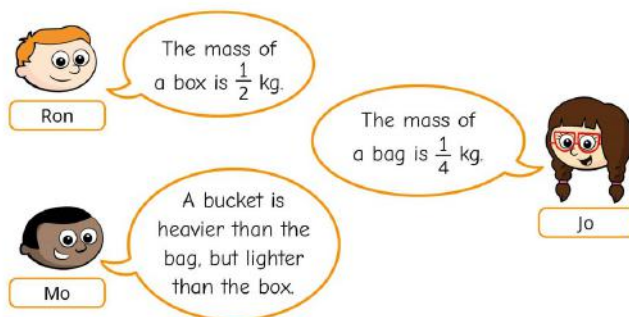 The mass of
a box is 1/2 kg.
Ron
The mass of
a bag is 1/4 kg.
Jo
A bucket is
heavier than the
bag, but lighter
than the box.
Mo